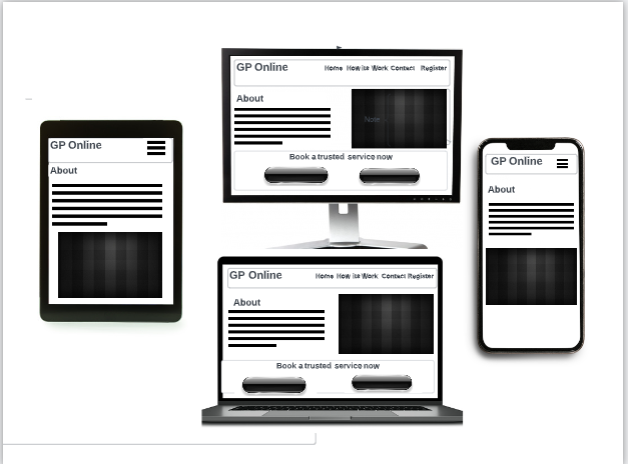 GP Online
Home How its Work Contact Register
About
Book a trusted service now
GP Online
About
GP Online
About
GP Online
Home How its Work Contact Register
About
Book a trusted service now